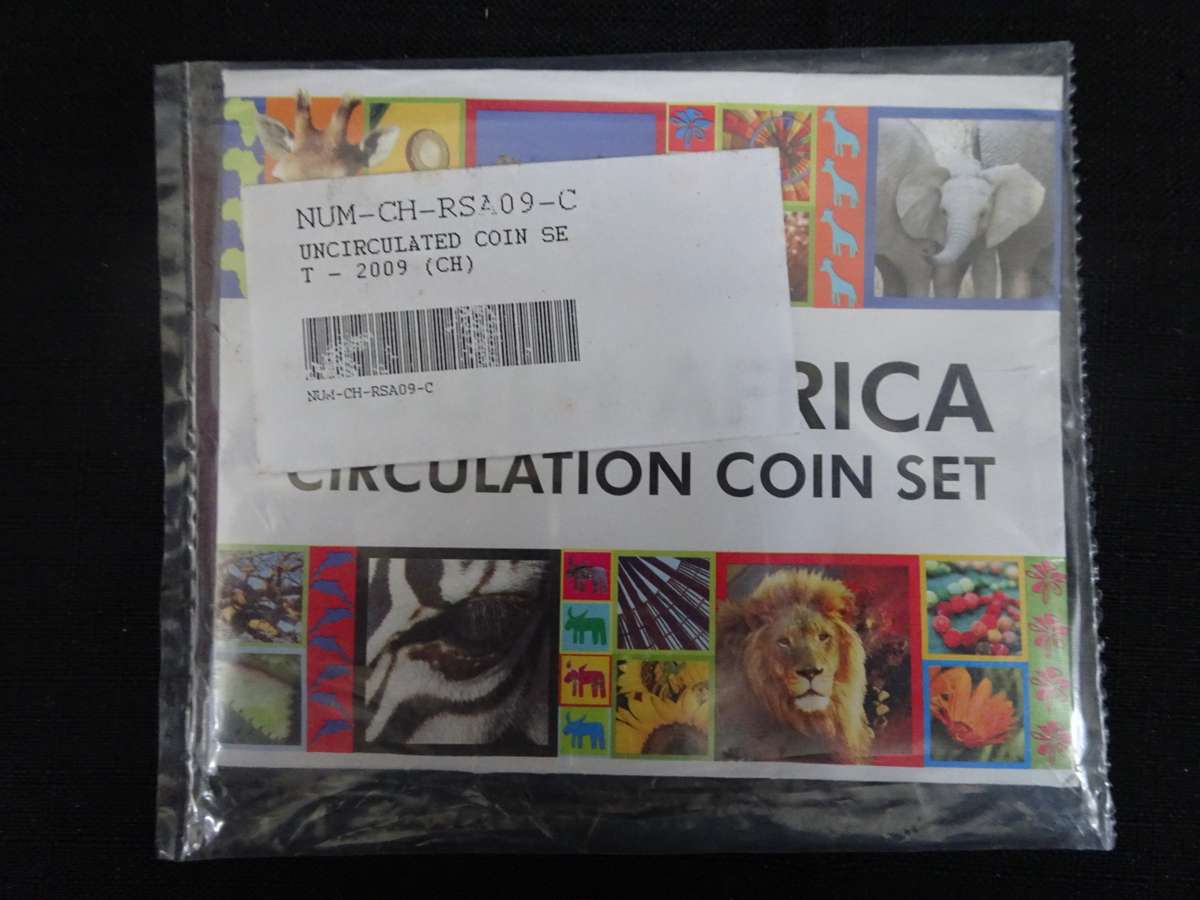 NUM-CH-RSA09-C
UNCIRCULATED COIN SE
T - 2009 (CH)
NUM-CH-RSA09-C
RICA
CIRCULATION COIN SET